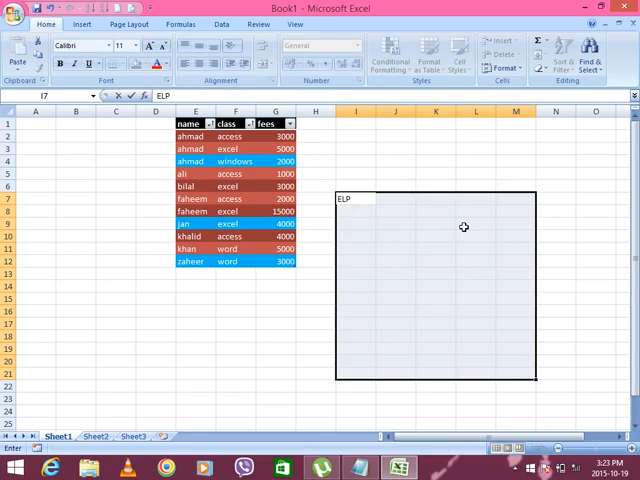 Book1 - Microsoft Excel
Home Insert Page Layout Formulas Data Review View
Paste
Clipboard
Calibri 11
B I U
Font
Alignment
General
$ % ,
Number
Conditional Formatting
Format as Table
Cell Styles
Styles
Insert
Delete
Format
Cells
Σ
Sort & Filter
Find & Select
Editing
I7 ELP
A B C D E F G H I J K L M N O
1 name class fees
2 ahmad access 3000
3 ahmad excel 5000
4 ahmad windows 2000
5 ali access 1000
6 bilal excel 3000
7 faheem access 2000 ELP
8 faheem excel 15000
9 jan excel 4000
10 khalid access 4000
11 khan word 5000
12 zaheer word 3000
13
14
15
16
17
18
19
20
21
22
23
24
25
Sheet1 Sheet2 Sheet3
Enter
3:23 PM
2015-10-19